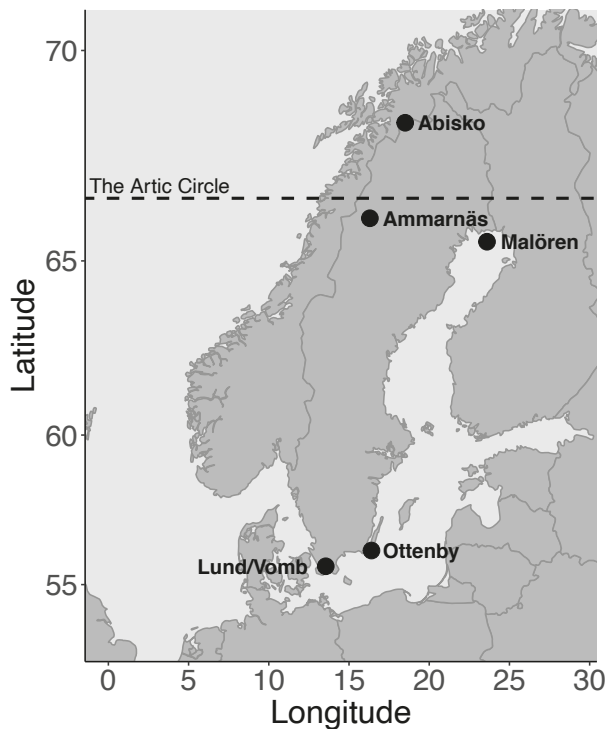 70
Abisko
The Artic Circle
Ammarnäs
Malören
65
Latitude
60
Ottenby
Lund/Vomb
55
0 5 10 15 20 25 30
Longitude